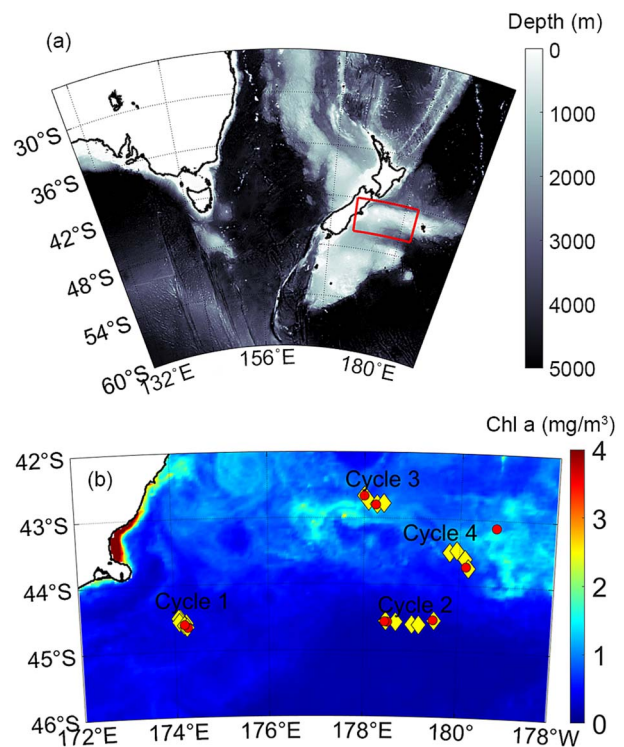 Depth (m)
(a)
0
1000
2000
3000
4000
5000
30°S
36°S
42°S
48°S
54°S
60°S
132°E
156°E
180°E
Chl a (mg/m³)
(b)
42°S
43°S
44°S
45°S
46°S
Cycle 3
Cycle 4
Cycle 1
Cycle 2
4
3
2
1
0
172°E
174°E
176°E
178°E
180°
178°W